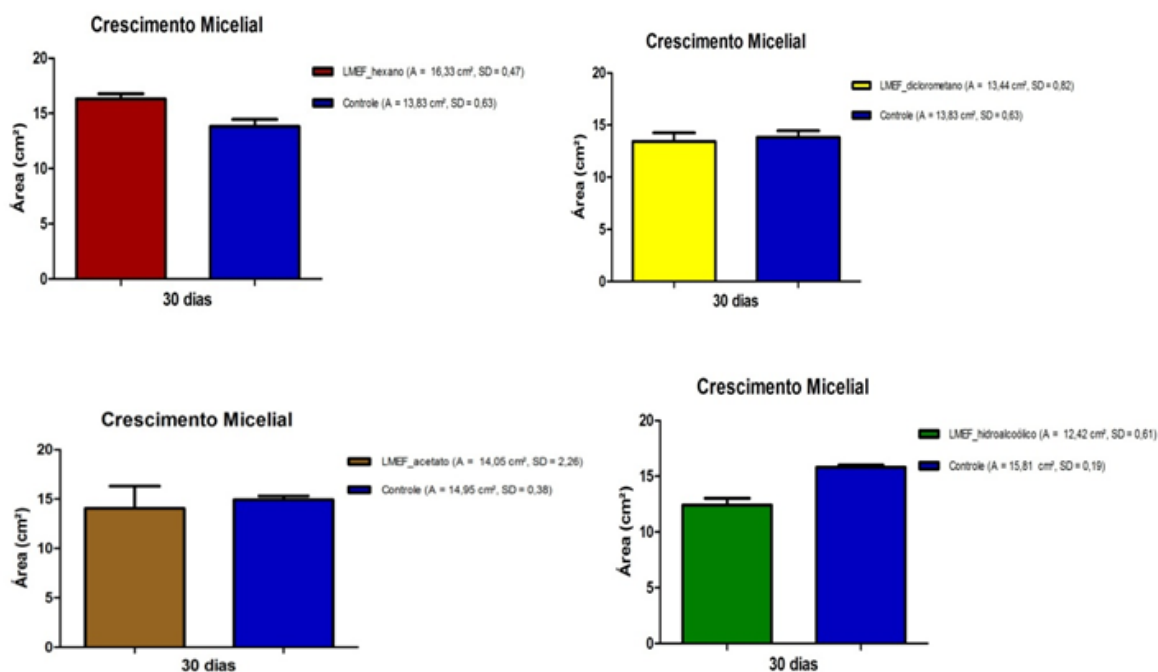 Crescimento Micelial
20
15
10
5
0
Área (cm²)
30 dias
LMEF_hexano (A = 16,33 cm², SD = 0,47)
Controle (A = 13,83 cm², SD = 0,63)
Crescimento Micelial
20
15
10
5
0
Área (cm²)
30 dias
LMEF_diclorometano (A = 13,44 cm², SD = 0,82)
Controle (A = 13,83 cm², SD = 0,63)
Crescimento Micelial
20
15
10
5
0
Área (cm²)
30 dias
LMEF_acetato (A = 14,05 cm², SD = 2,26)
Controle (A = 14,95 cm², SD = 0,38)
Crescimento Micelial
20
15
10
5
0
Área (cm²)
30 dias
LMEF_hidroalcoólico (A = 12,42 cm², SD = 0,61)
Controle (A = 15,81 cm², SD = 0,19)